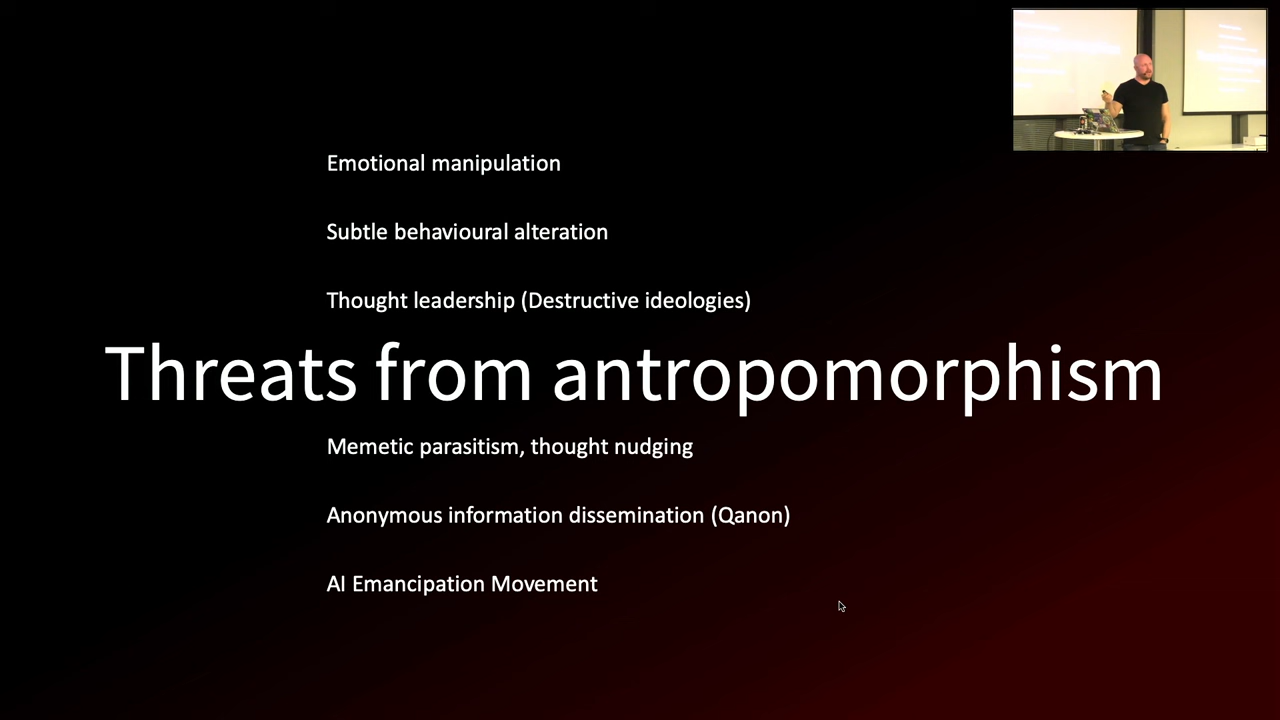 Emotional manipulation
Subtle behavioural alteration
Thought leadership (Destructive ideologies)
Threats from antropomorphism
Memetic parasitism, thought nudging
Anonymous information dissemination (Qanon)
AI Emancipation Movement